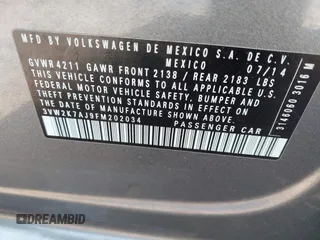 MFD BY VOLKSWAGEN DE MEXICO S.A. DE C.V.
MEXICO 07/14
GVWR 4211 GAWR FRONT 2138 / REAR 2183 LBS
THIS VEHICLE CONFORMS TO ALL APPLICABLE U.S.
FEDERAL MOTOR VEHICLE SAFETY, BUMPER AND
THEFT PREVENTION STANDARDS IN EFFECT ON THE
DATE OF MANUFACTURE SHOWN ABOVE.
3VW2K7AJ9FM202034 PASSENGER CAR
3146060 3016 M
DREAMBID